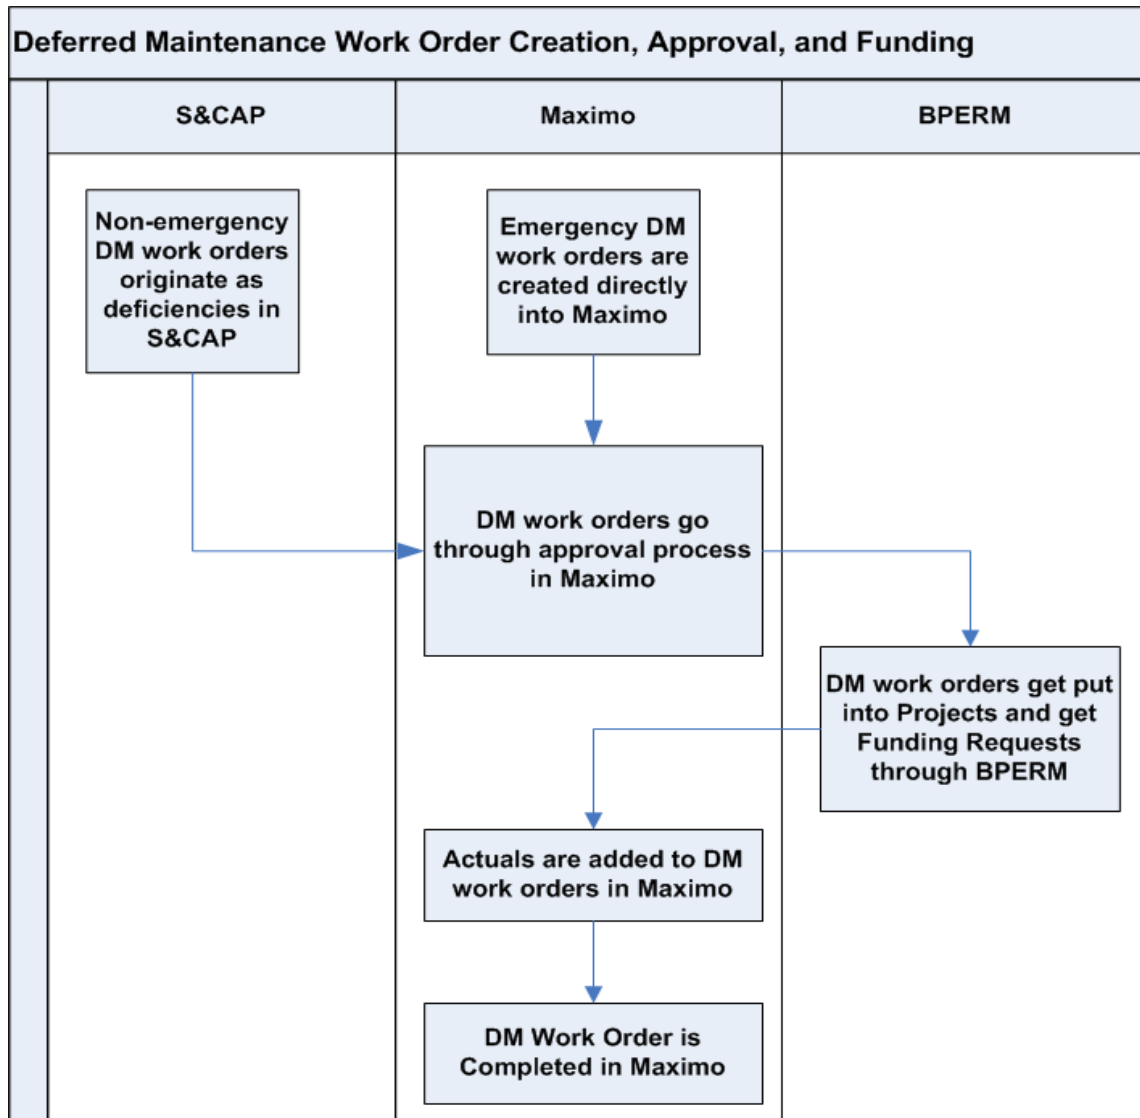 Deferred Maintenance Work Order Creation, Approval, and Funding
S&CAP
Maximo
BPERM
Non-emergency
DM work orders
originate as
deficiencies in
S&CAP
Emergency DM
work orders are
created directly
into Maximo
DM work orders go
through approval process
in Maximo
DM work orders get put
into Projects and get
Funding Requests
through BPERM
Actuals are added to DM
work orders in Maximo
DM Work Order is
Completed in Maximo